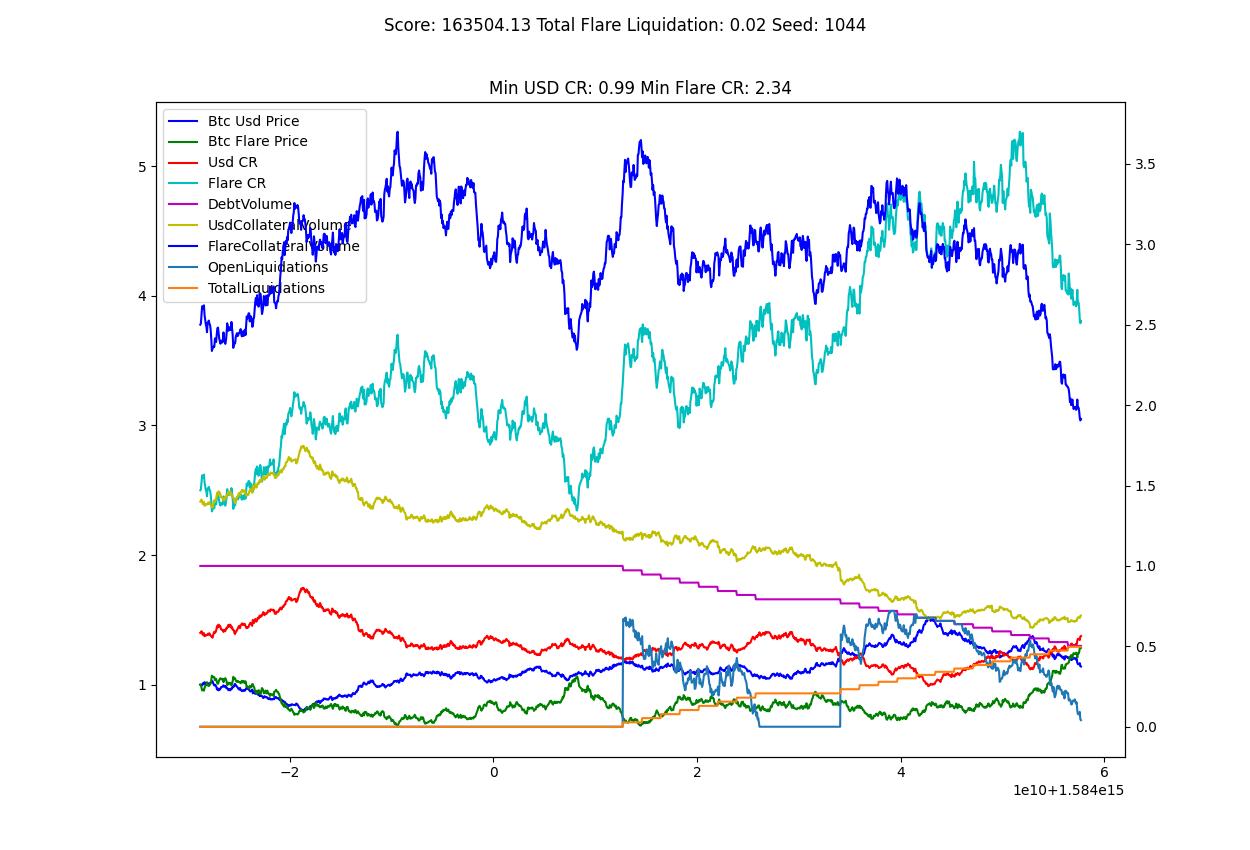 Score: 163504.13 Total Flare Liquidation: 0.02 Seed: 1044
Min USD CR: 0.99 Min Flare CR: 2.34
Btc Usd Price
Btc Flare Price
Usd CR
Flare CR
DebtVolume
UsdCollateralVolume
FlareCollateralVolume
OpenLiquidations
TotalLiquidations
5
4
3
2
1
3.5
3.0
2.5
2.0
1.5
1.0
0.5
0.0
−2 0 2 4 6
1e10+1.584e15